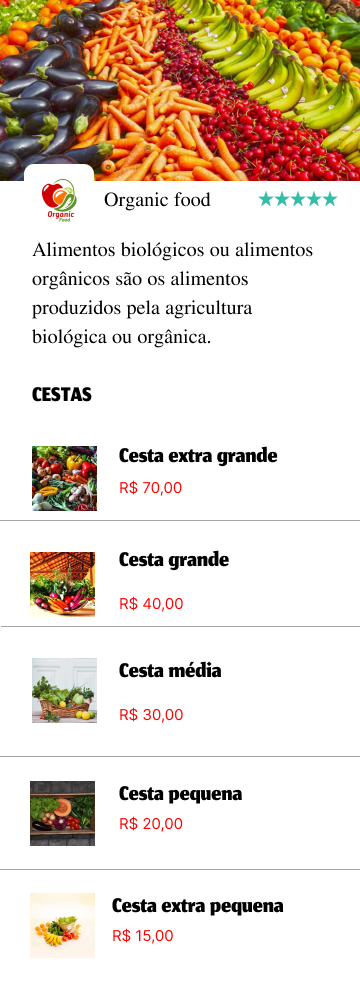 Organic
Food
Organic food
Alimentos biológicos ou alimentos
orgânicos são os alimentos
produzidos pela agricultura
biológica ou orgânica.
CESTAS
Cesta extra grande
R$ 70,00
Cesta grande
R$ 40,00
Cesta média
R$ 30,00
Cesta pequena
R$ 20,00
Cesta extra pequena
R$ 15,00